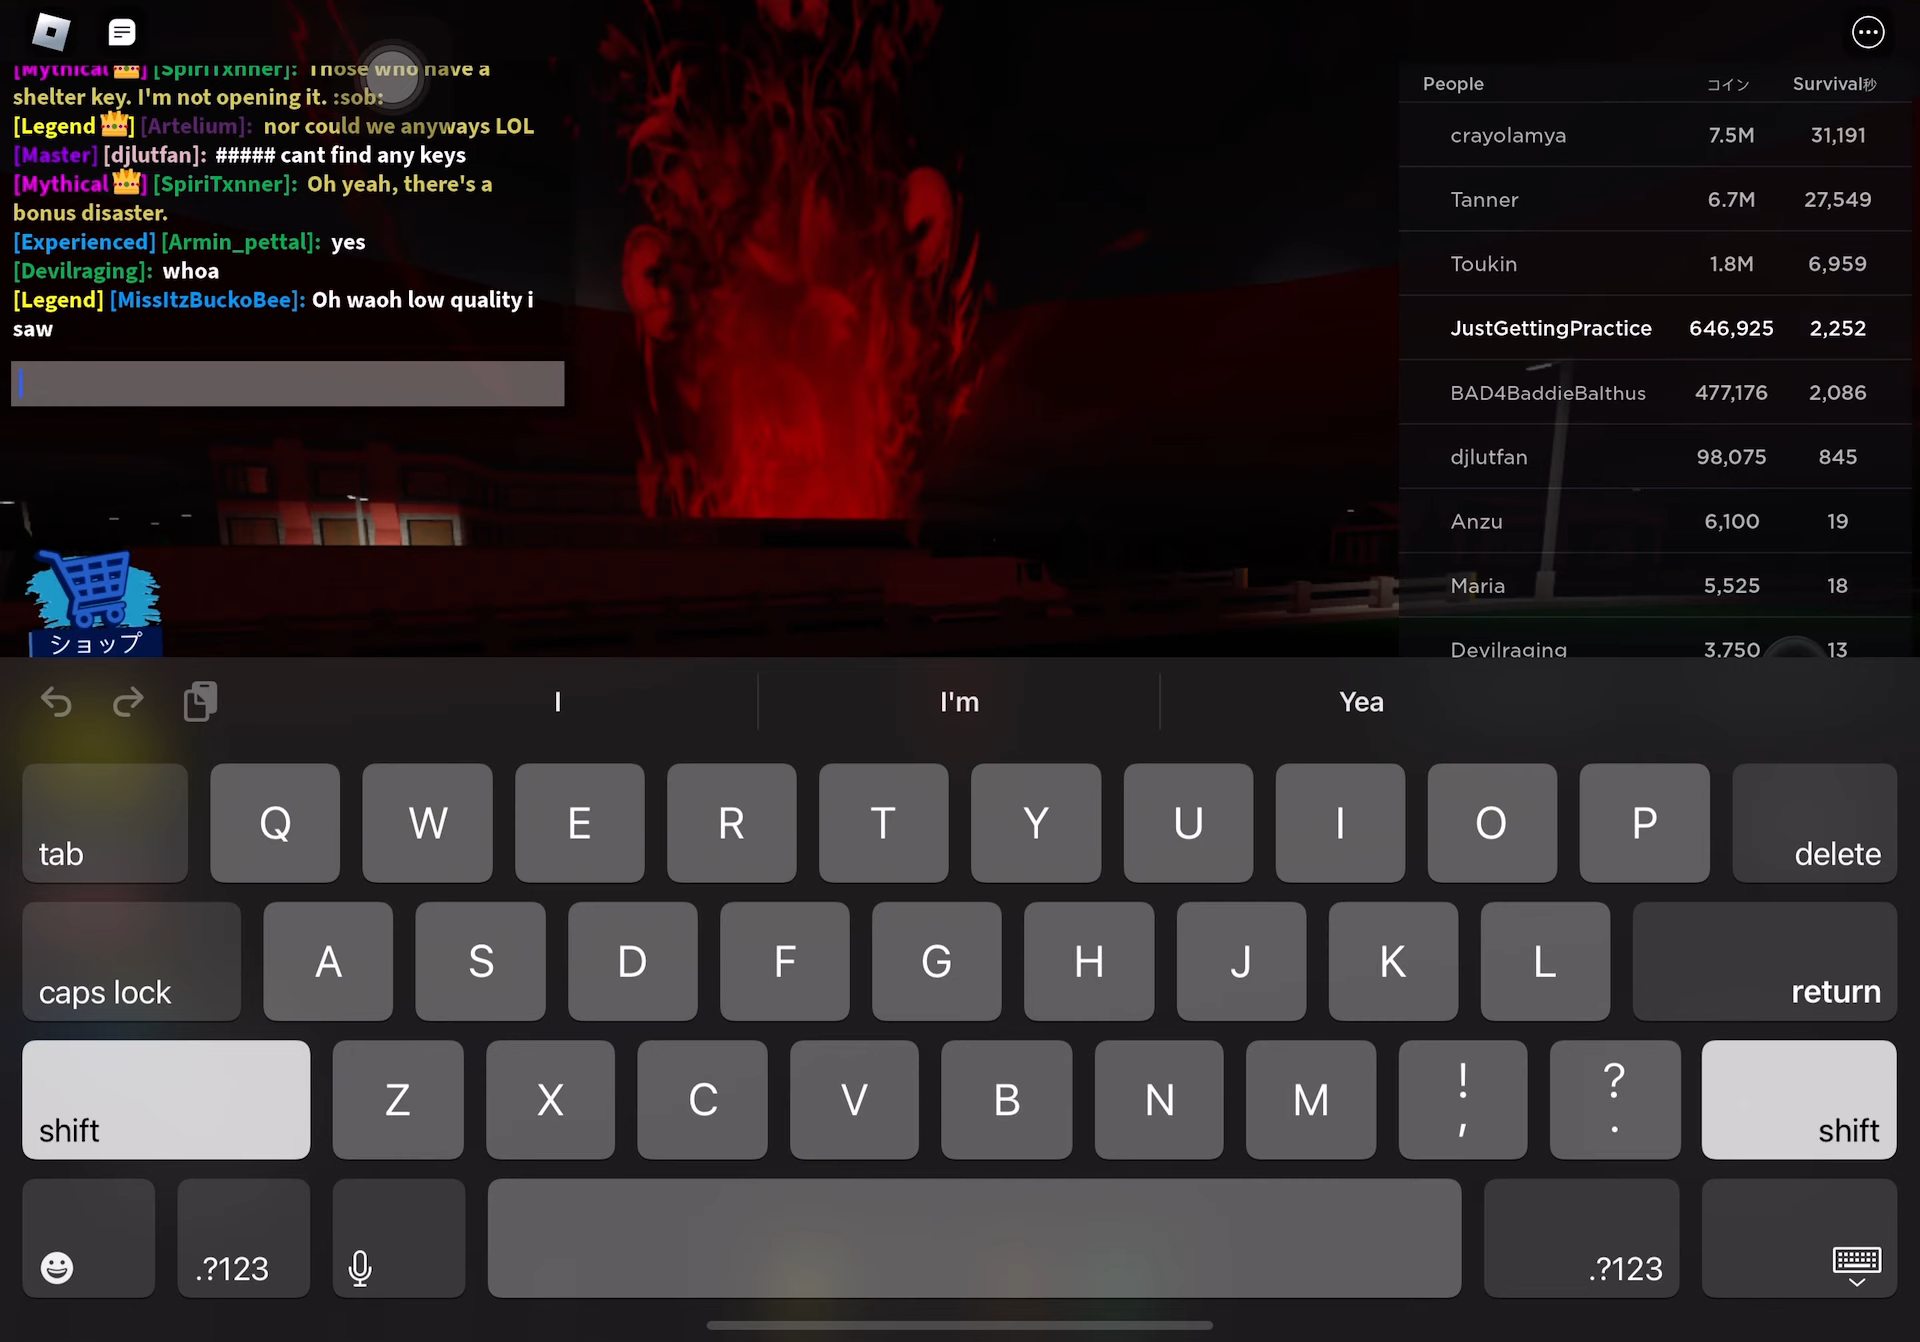 [Mythical👑] [SpiriTxnner]: Those who have a
shelter key. I'm not opening it. :sob:
[Legend👑] [Artelium]: nor could we anyways LOL
[Master] [djlutfan]: ##### cant find any keys
[Mythical👑] [SpiriTxnner]: Oh yeah, there's a
bonus disaster.
[Experienced] [Armin_pettal]: yes
[Devilraging]: whoa
[Legend] [MissItzBuckoBee]: Oh waoh low quality i
saw
People コイン Survival秒
crayolamya 7.5M 31,191
Tanner 6.7M 27,549
Toukin 1.8M 6,959
JustGettingPractice 646,925 2,252
BAD4BaddieBalthus 477,176 2,086
djlutfan 98,075 845
Anzu 6,100 19
Maria 5,525 18
Devilraging 3,750 13
ショップ
I I'm Yea
tab Q W E R T Y U I O P delete
caps lock A S D F G H J K L return
shift Z X C V B N M ! , ? . shift
.?123 .?123